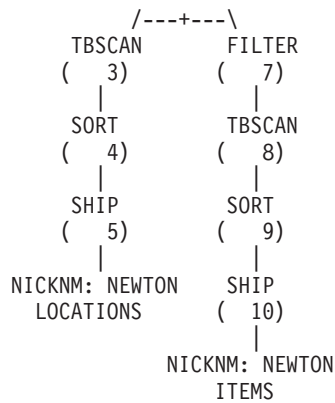 /---+---\
TBSCAN FILTER
( 3) ( 7)
| |
SORT TBSCAN
( 4) ( 8)
| |
SHIP SORT
( 5) ( 9)
| |
NICKNM: NEWTON SHIP
LOCATIONS ( 10)
|
NICKNM: NEWTON
ITEMS